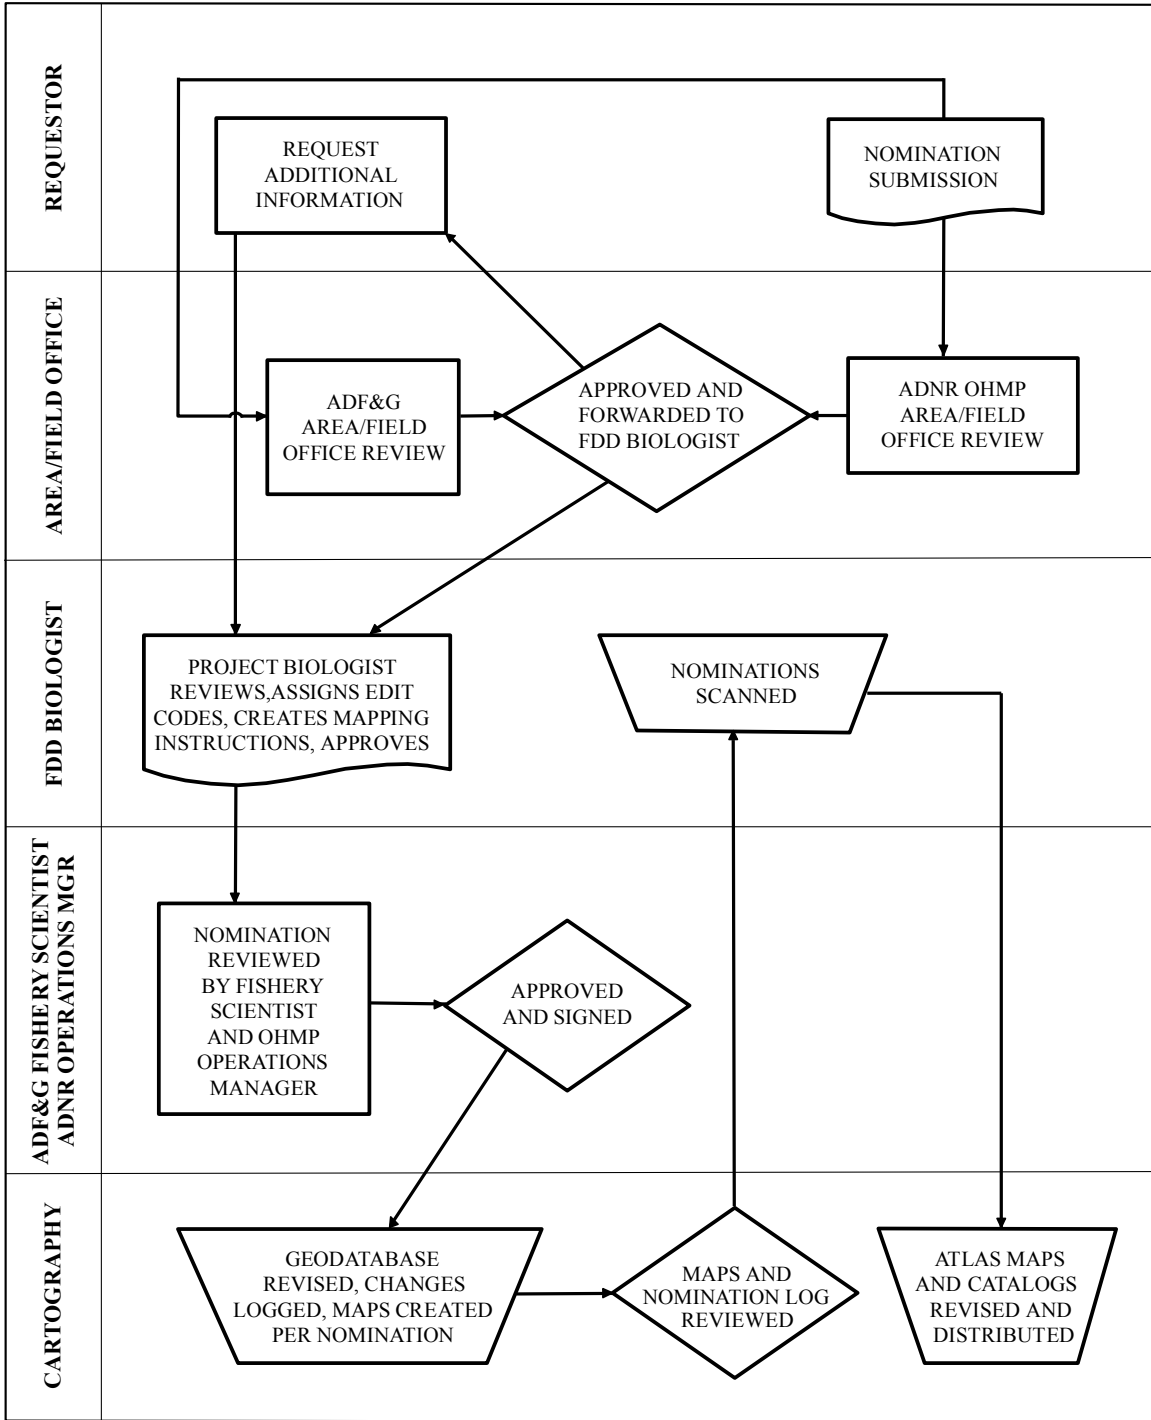 REQUESTOR
REQUEST
ADDITIONAL
INFORMATION
NOMINATION
SUBMISSION
AREA/FIELD OFFICE
ADF&G
AREA/FIELD
OFFICE REVIEW
APPROVED AND
FORWARDED TO
FDD BIOLOGIST
ADNR OHMP
AREA/FIELD
OFFICE REVIEW
FDD BIOLOGIST
PROJECT BIOLOGIST
REVIEWS,ASSIGNS EDIT
CODES, CREATES MAPPING
INSTRUCTIONS, APPROVES
NOMINATIONS
SCANNED
ADF&G FISHERY SCIENTIST
ADNR OPERATIONS MGR
NOMINATION
REVIEWED
BY FISHERY
SCIENTIST
AND OHMP
OPERATIONS
MANAGER
APPROVED
AND SIGNED
CARTOGRAPHY
GEODATABASE
REVISED, CHANGES
LOGGED, MAPS CREATED
PER NOMINATION
MAPS AND
NOMINATION LOG
REVIEWED
ATLAS MAPS
AND CATALOGS
REVISED AND
DISTRIBUTED